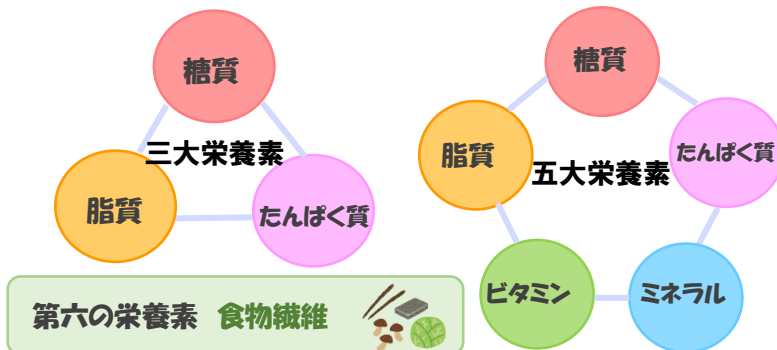 糖質
三大栄養素
脂質
たんぱく質
第六の栄養素 食物繊維
糖質
脂質
たんぱく質
五大栄養素
ビタミン
ミネラル